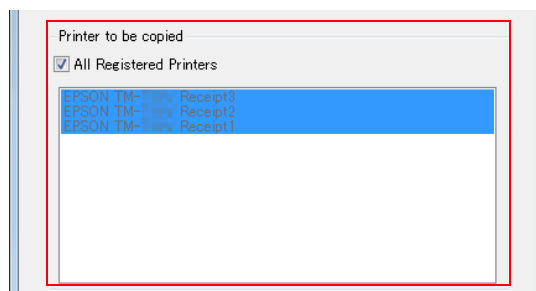 Printer to be copied
All Registered Printers
EPSON TM- Receipt3
EPSON TM- Receipt2
EPSON TM- Receipt1